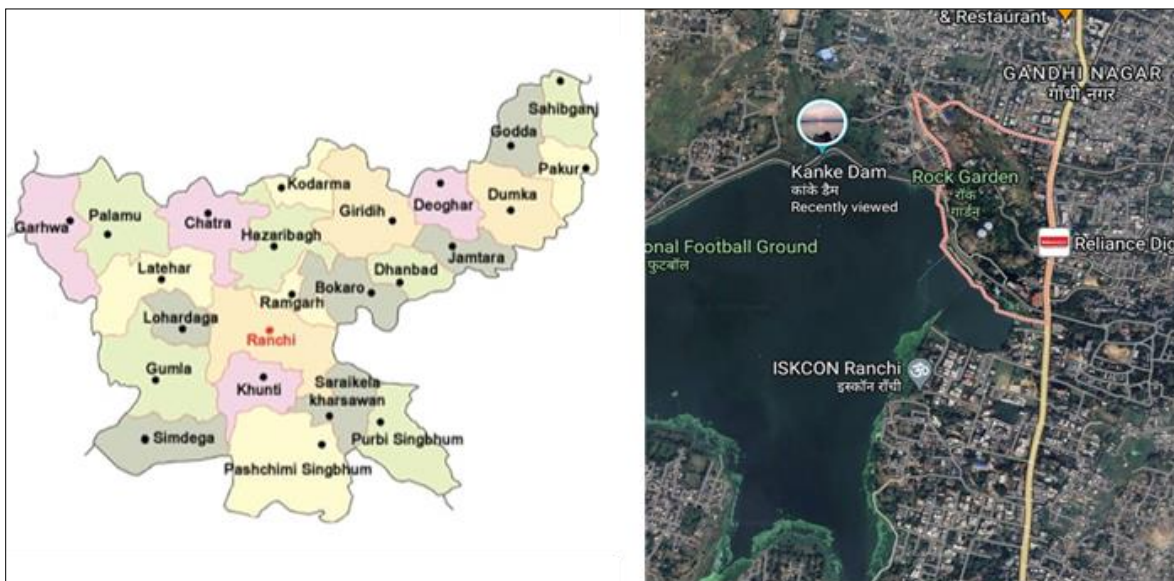 Sahibganj
Godda
Pakur
Kodarma
Deoghar
Dumka
Giridih
Garhwa
Palamu
Chatra
Hazaribagh
Jamtara
Latehar
Dhanbad
Bokaro
Ramgarh
Lohardaga
Ranchi
Gumla
Khunti
Saraikela
kharsawan
Simdega
Purbi Singbhum
Pashchimi Singbhum
& Restaurant
GANDHI NAGAR
गांधी नगर
Kanke Dam
कांके डैम
Recently viewed
Rock Garden
रॉक
गार्डन
onal Football Ground
फुटबॉल
Reliance Dig
ISKCON Ranchi
इस्कॉन राँची